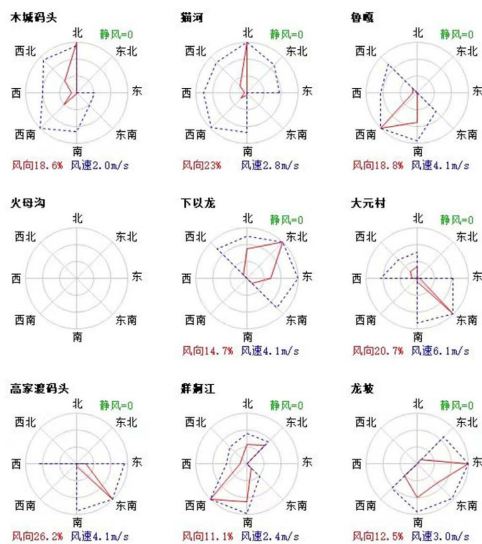 木城码头
北
静风=0
西北
东北
西
东
西南
东南
南
风向18.6% 风速2.0m/s
猫河
北
静风=0
西北
东北
西
东
西南
东南
南
风向23% 风速2.8m/s
鲁嘎
北
静风=0
西北
东北
西
东
西南
东南
南
风向18.8% 风速4.1m/s
火母沟
北
西北
东北
西
东
西南
东南
南
下以龙
北
静风=0
西北
东北
西
东
西南
东南
南
风向14.7% 风速4.1m/s
大元村
北
静风=0
西北
东北
西
东
西南
东南
南
风向20.7% 风速6.1m/s
高家渡码头
北
静风=0
西北
东北
西
东
西南
东南
南
风向26.2% 风速4.1m/s
牂牁江
北
静风=0
西北
东北
西
东
西南
东南
南
风向11.1% 风速2.4m/s
龙坡
北
静风=0
西北
东北
西
东
西南
东南
南
风向12.5% 风速3.0m/s